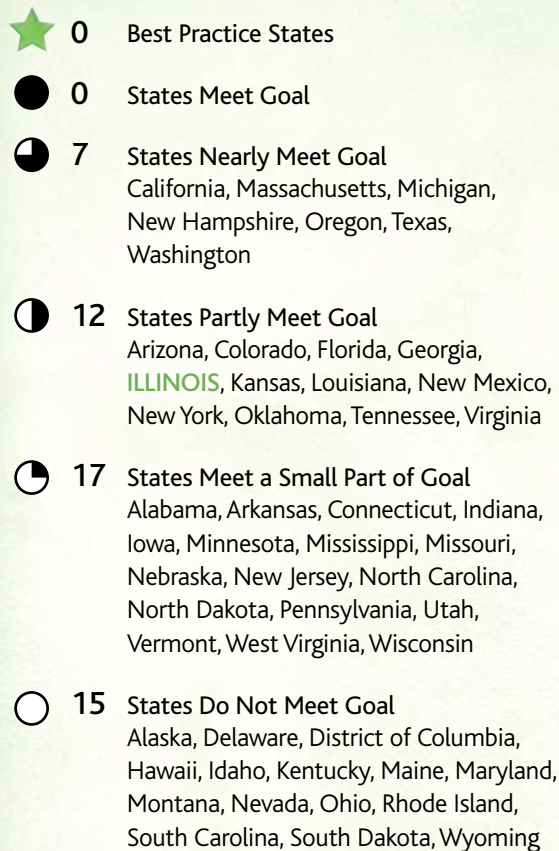 0 Best Practice States
0 States Meet Goal
7 States Nearly Meet Goal
California, Massachusetts, Michigan,
New Hampshire, Oregon, Texas,
Washington
12 States Partly Meet Goal
Arizona, Colorado, Florida, Georgia,
ILLINOIS, Kansas, Louisiana, New Mexico,
New York, Oklahoma, Tennessee, Virginia
17 States Meet a Small Part of Goal
Alabama, Arkansas, Connecticut, Indiana,
Iowa, Minnesota, Mississippi, Missouri,
Nebraska, New Jersey, North Carolina,
North Dakota, Pennsylvania, Utah,
Vermont, West Virginia, Wisconsin
15 States Do Not Meet Goal
Alaska, Delaware, District of Columbia,
Hawaii, Idaho, Kentucky, Maine, Maryland,
Montana, Nevada, Ohio, Rhode Island,
South Carolina, South Dakota, Wyoming